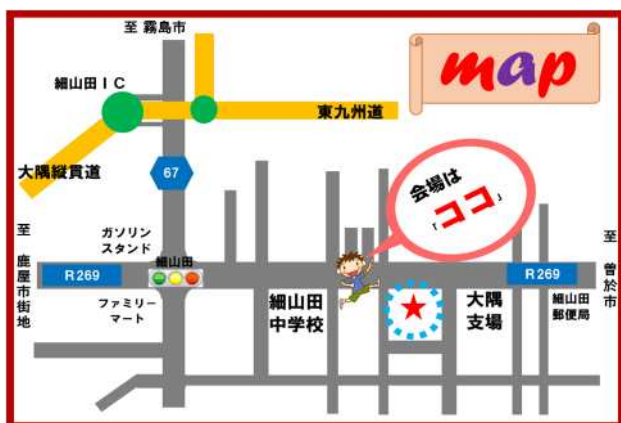 至 霧島市
細山田IC
map
東九州道
大隅縦貫道
67
会場は
「ココ」
至 鹿屋市街地
ガソリン
スタンド
細山田
R269
ファミリー
マート
細山田
中学校
大隅
支場
R269
細山田
郵便局
至 曽於市